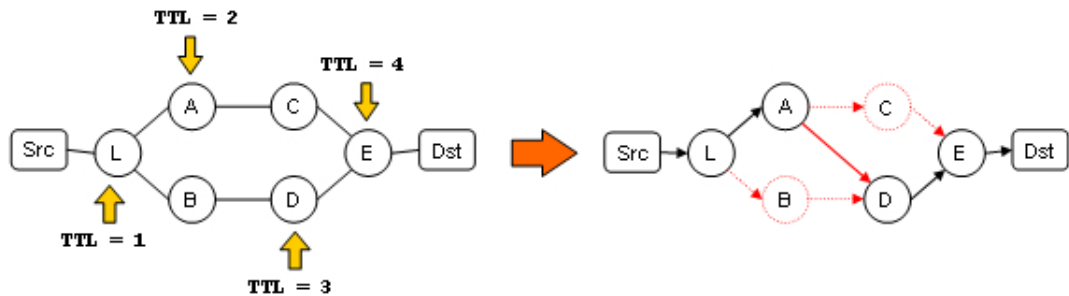 TTL = 2
TTL = 4
A
C
Src
L
E
Dst
B
D
TTL = 1
TTL = 3
A
C
Src
L
E
Dst
B
D